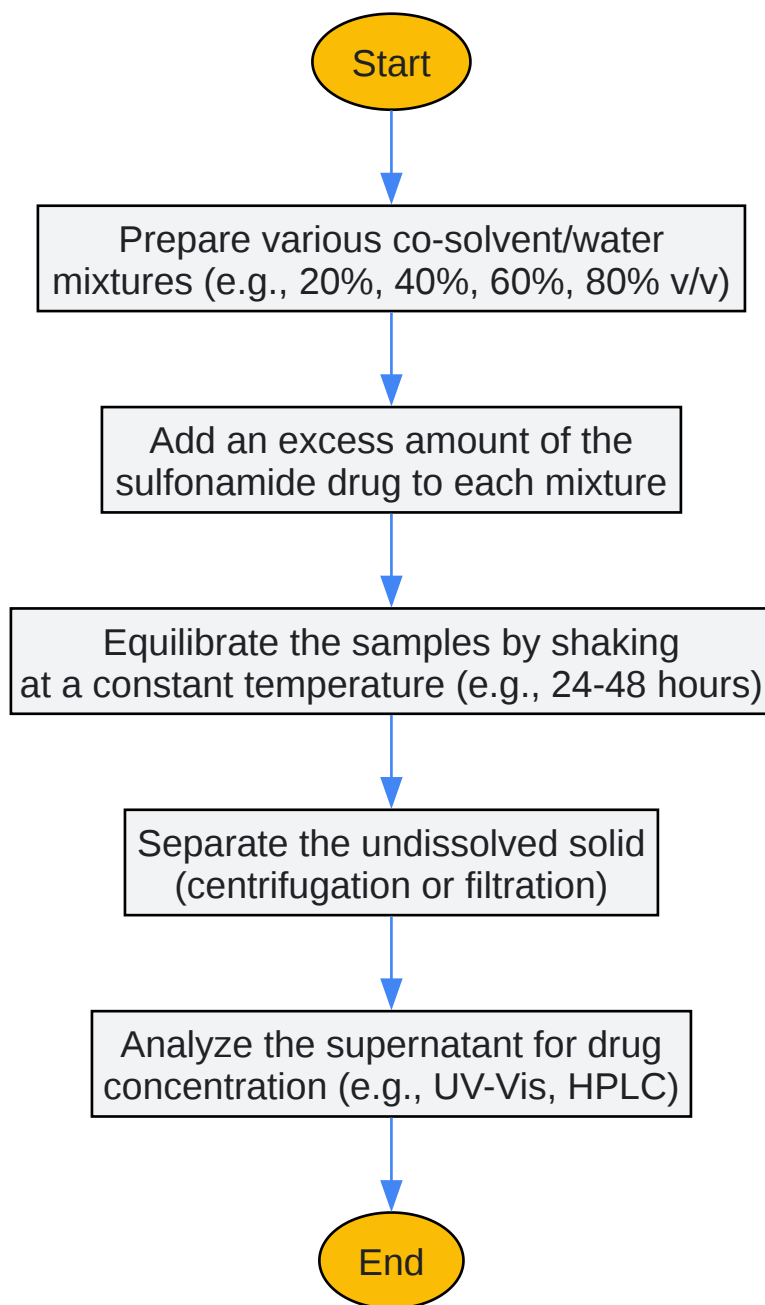 Start
Prepare various co-solvent/water
mixtures (e.g., 20%, 40%, 60%, 80% v/v)
Add an excess amount of the
sulfonamide drug to each mixture
Equilibrate the samples by shaking
at a constant temperature (e.g., 24-48 hours)
Separate the undissolved solid
(centrifugation or filtration)
Analyze the supernatant for drug
concentration (e.g., UV-Vis, HPLC)
End